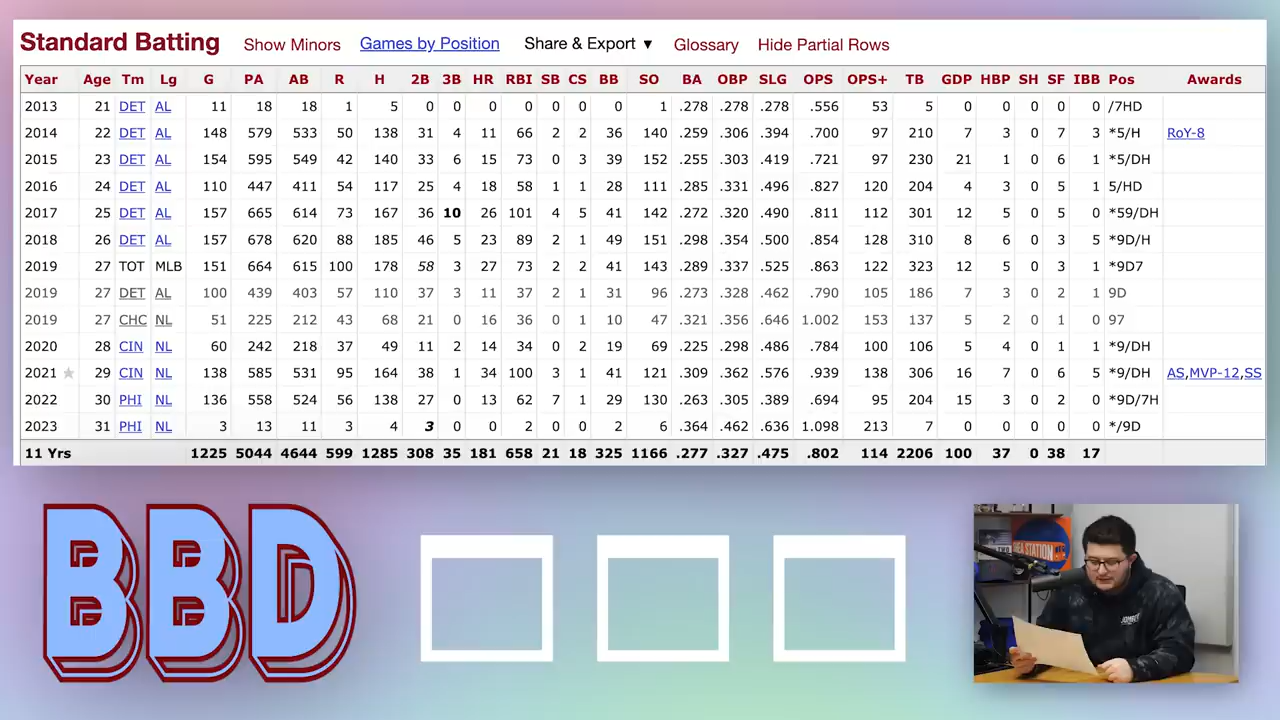 Standard Batting Show Minors Games by Position Share & Export ▼ Glossary Hide Partial Rows
Year Age Tm Lg G PA AB R H 2B 3B HR RBI SB CS BB SO BA OBP SLG OPS OPS+ TB GDP HBP SH SF IBB Pos Awards
2013 21 DET AL 11 18 18 1 5 0 0 0 0 0 0 0 1 .278 .278 .278 .556 53 5 0 0 0 0 0 /7HD
2014 22 DET AL 148 579 533 50 138 31 4 11 66 2 2 36 140 .259 .306 .394 .700 97 210 7 3 0 7 3 *5/H RoY-8
2015 23 DET AL 154 595 549 42 140 33 6 15 73 0 3 39 152 .255 .303 .419 .721 97 230 21 1 0 6 1 *5/DH
2016 24 DET AL 110 447 411 54 117 25 4 18 58 1 1 28 111 .285 .331 .496 .827 120 204 4 3 0 5 1 5/HD
2017 25 DET AL 157 665 614 73 167 36 10 26 101 4 5 41 142 .272 .320 .490 .811 112 301 12 5 0 5 0 *59/DH
2018 26 DET AL 157 678 620 88 185 46 5 23 89 2 1 49 151 .298 .354 .500 .854 128 310 8 6 0 3 5 *9D/H
2019 27 TOT MLB 151 664 615 100 178 58 3 27 73 2 2 41 143 .289 .337 .525 .863 122 323 12 5 0 3 1 *9D7
2019 27 DET AL 100 439 403 57 110 37 3 11 37 2 1 31 96 .273 .328 .462 .790 105 186 7 3 0 2 1 9D
2019 27 CHC NL 51 225 212 43 68 21 0 16 36 0 1 10 47 .321 .356 .646 1.002 153 137 5 2 0 1 0 97
2020 28 CIN NL 60 242 218 37 49 11 2 14 34 0 2 19 69 .225 .298 .486 .784 100 106 5 4 0 1 1 *9/DH
2021 ★ 29 CIN NL 138 585 531 95 164 38 1 34 100 3 1 41 121 .309 .362 .576 .939 138 306 16 7 0 6 5 *9/DH AS,MVP-12,SS
2022 30 PHI NL 136 558 524 56 138 27 0 13 62 7 1 29 130 .263 .305 .389 .694 95 204 15 3 0 2 0 *9D/7H
2023 31 PHI NL 3 13 11 3 4 3 0 0 2 0 0 2 6 .364 .462 .636 1.098 213 7 0 0 0 0 0 */9D
11 Yrs 1225 5044 4644 599 1285 308 35 181 658 21 18 325 1166 .277 .327 .475 .802 114 2206 100 37 0 38 17
BBD